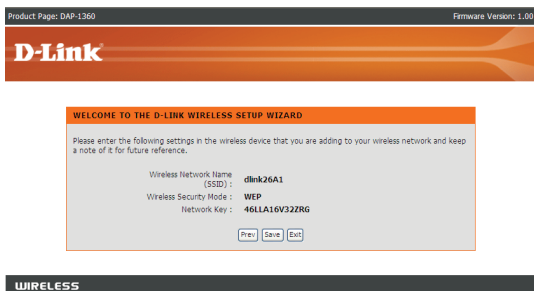 Product Page: DAP-1360 Firmware Version: 1.00
D-Link
WELCOME TO THE D-LINK WIRELESS SETUP WIZARD
Please enter the following settings in the wireless device that you are adding to your wireless network and keep
a note of it for future reference.
Wireless Network Name
(SSID) : dlink26A1
Wireless Security Mode : WEP
Network Key : 46LLA16V32ZRG
Prev Save Exit
WIRELESS